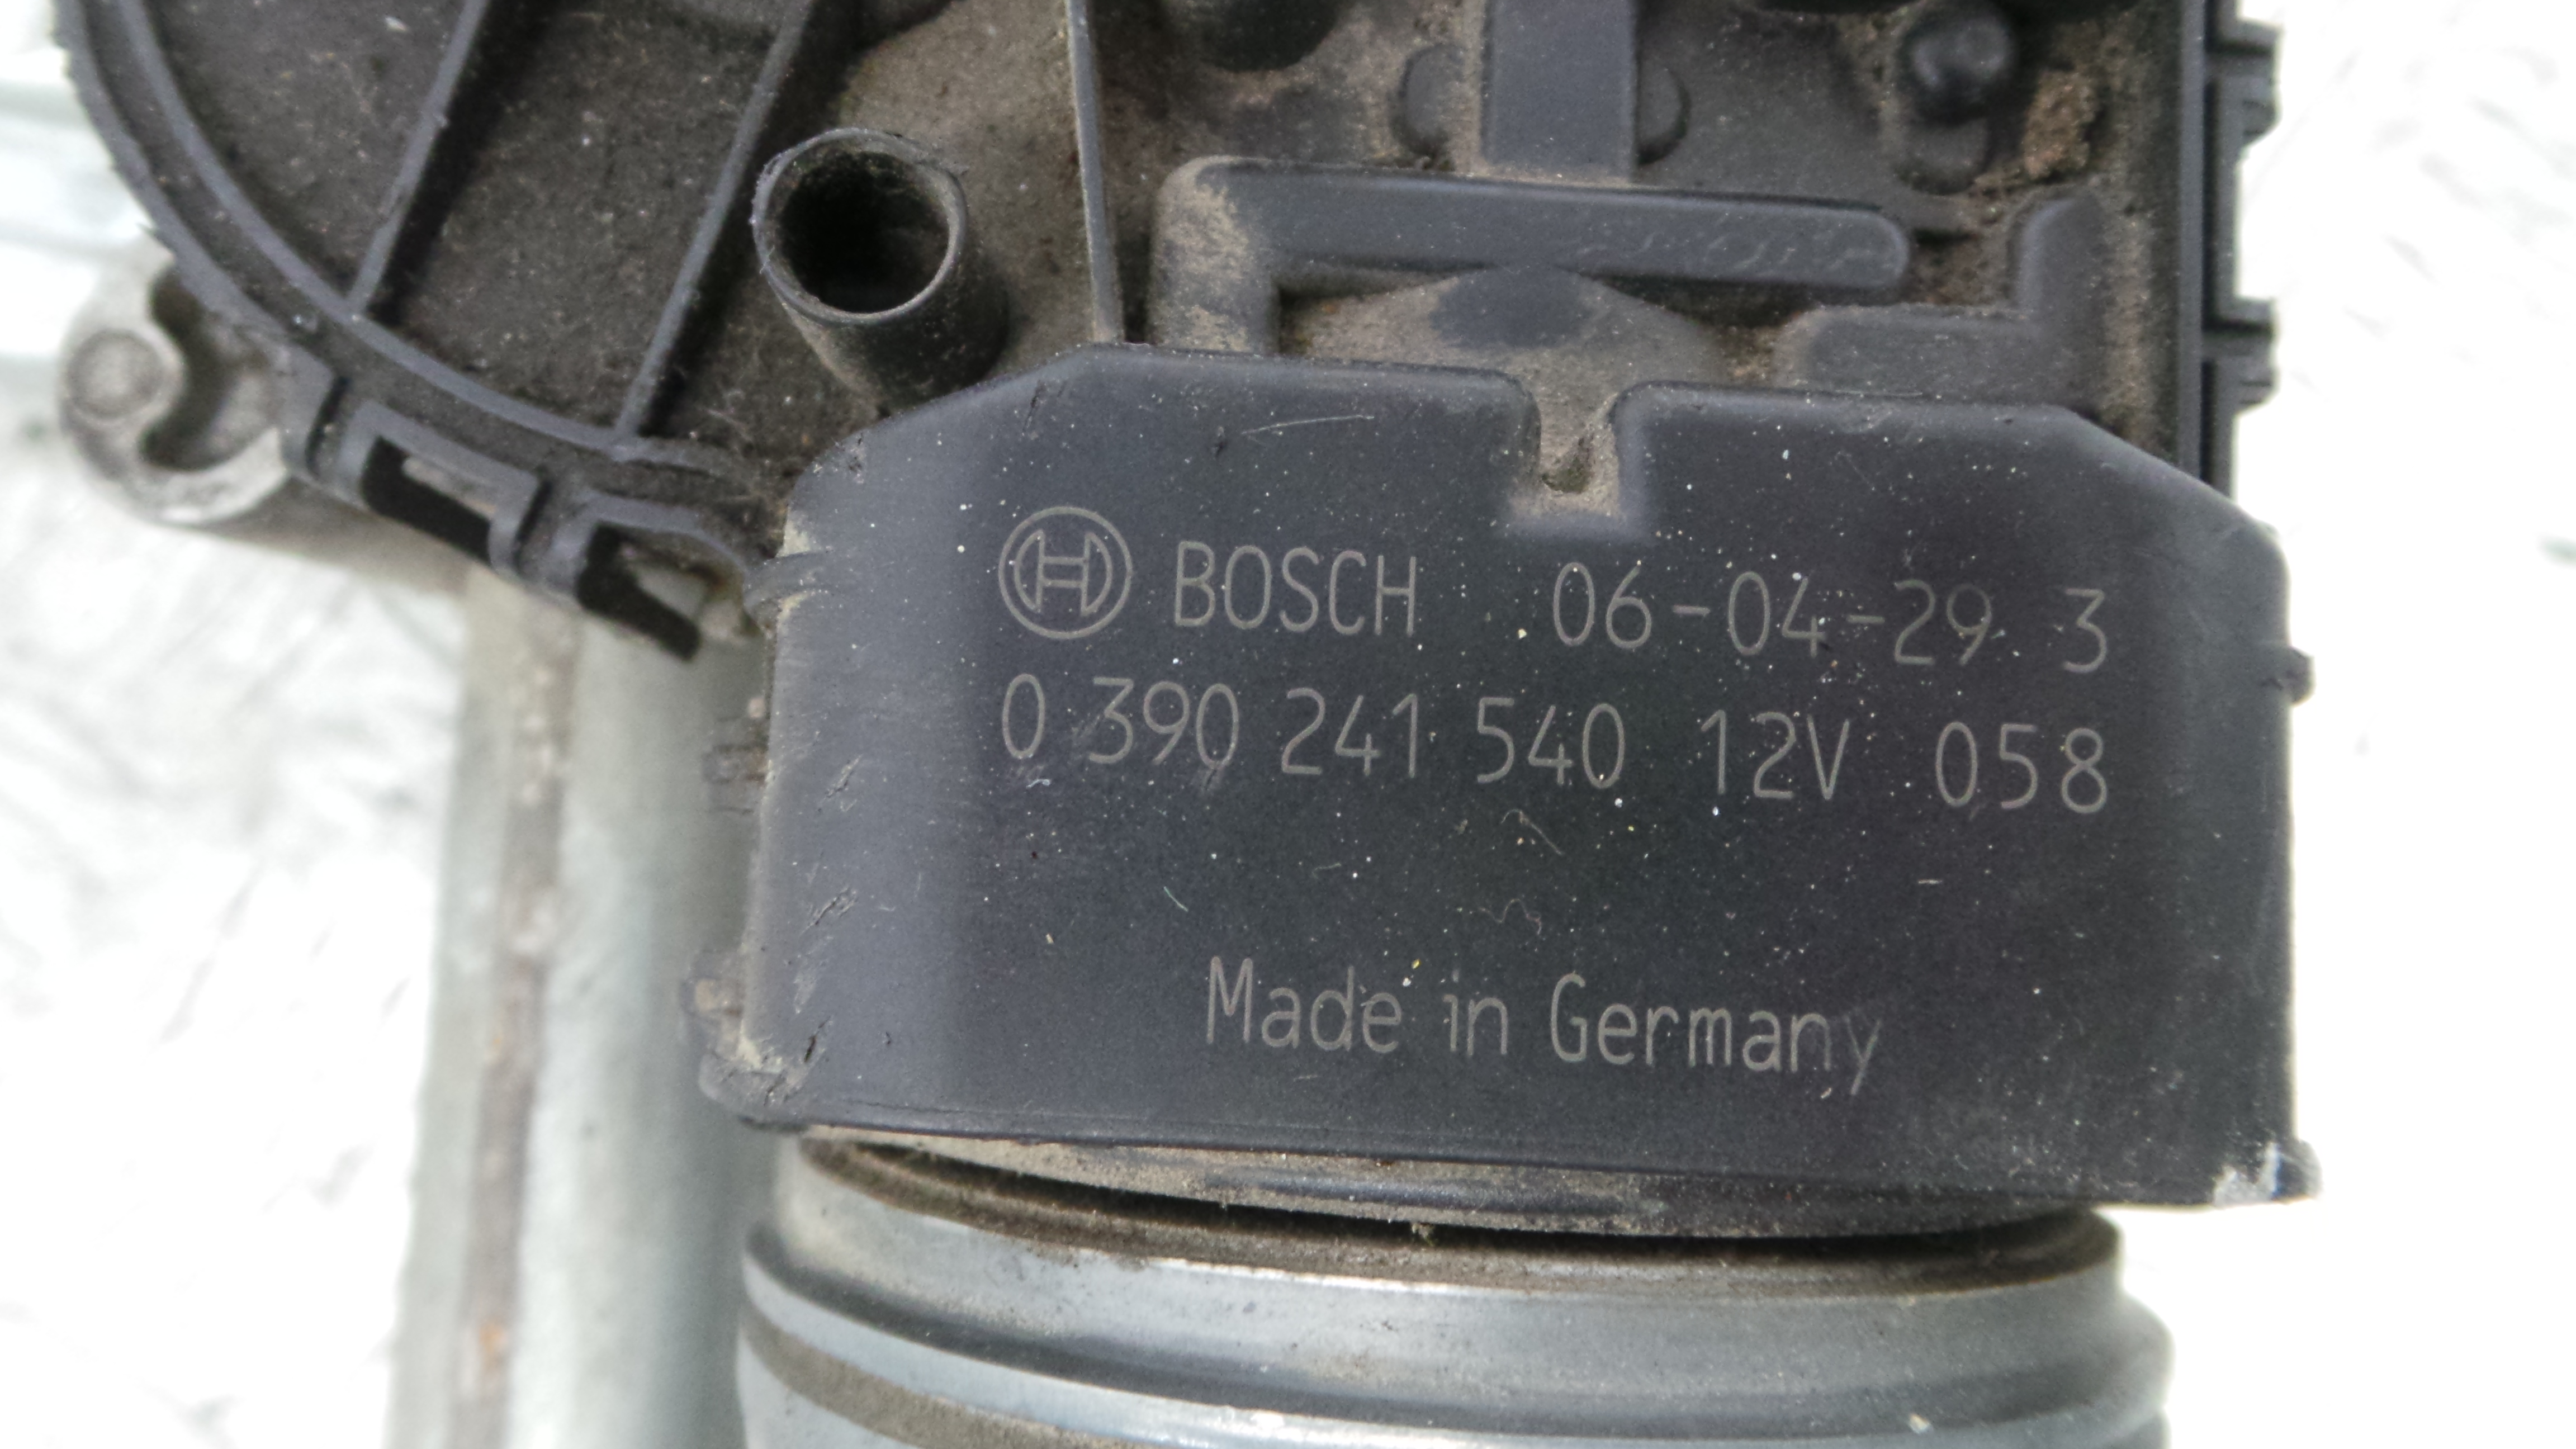 BOSCH 06-04-29 3
0 390 241 540 12V 058
Made in Germany